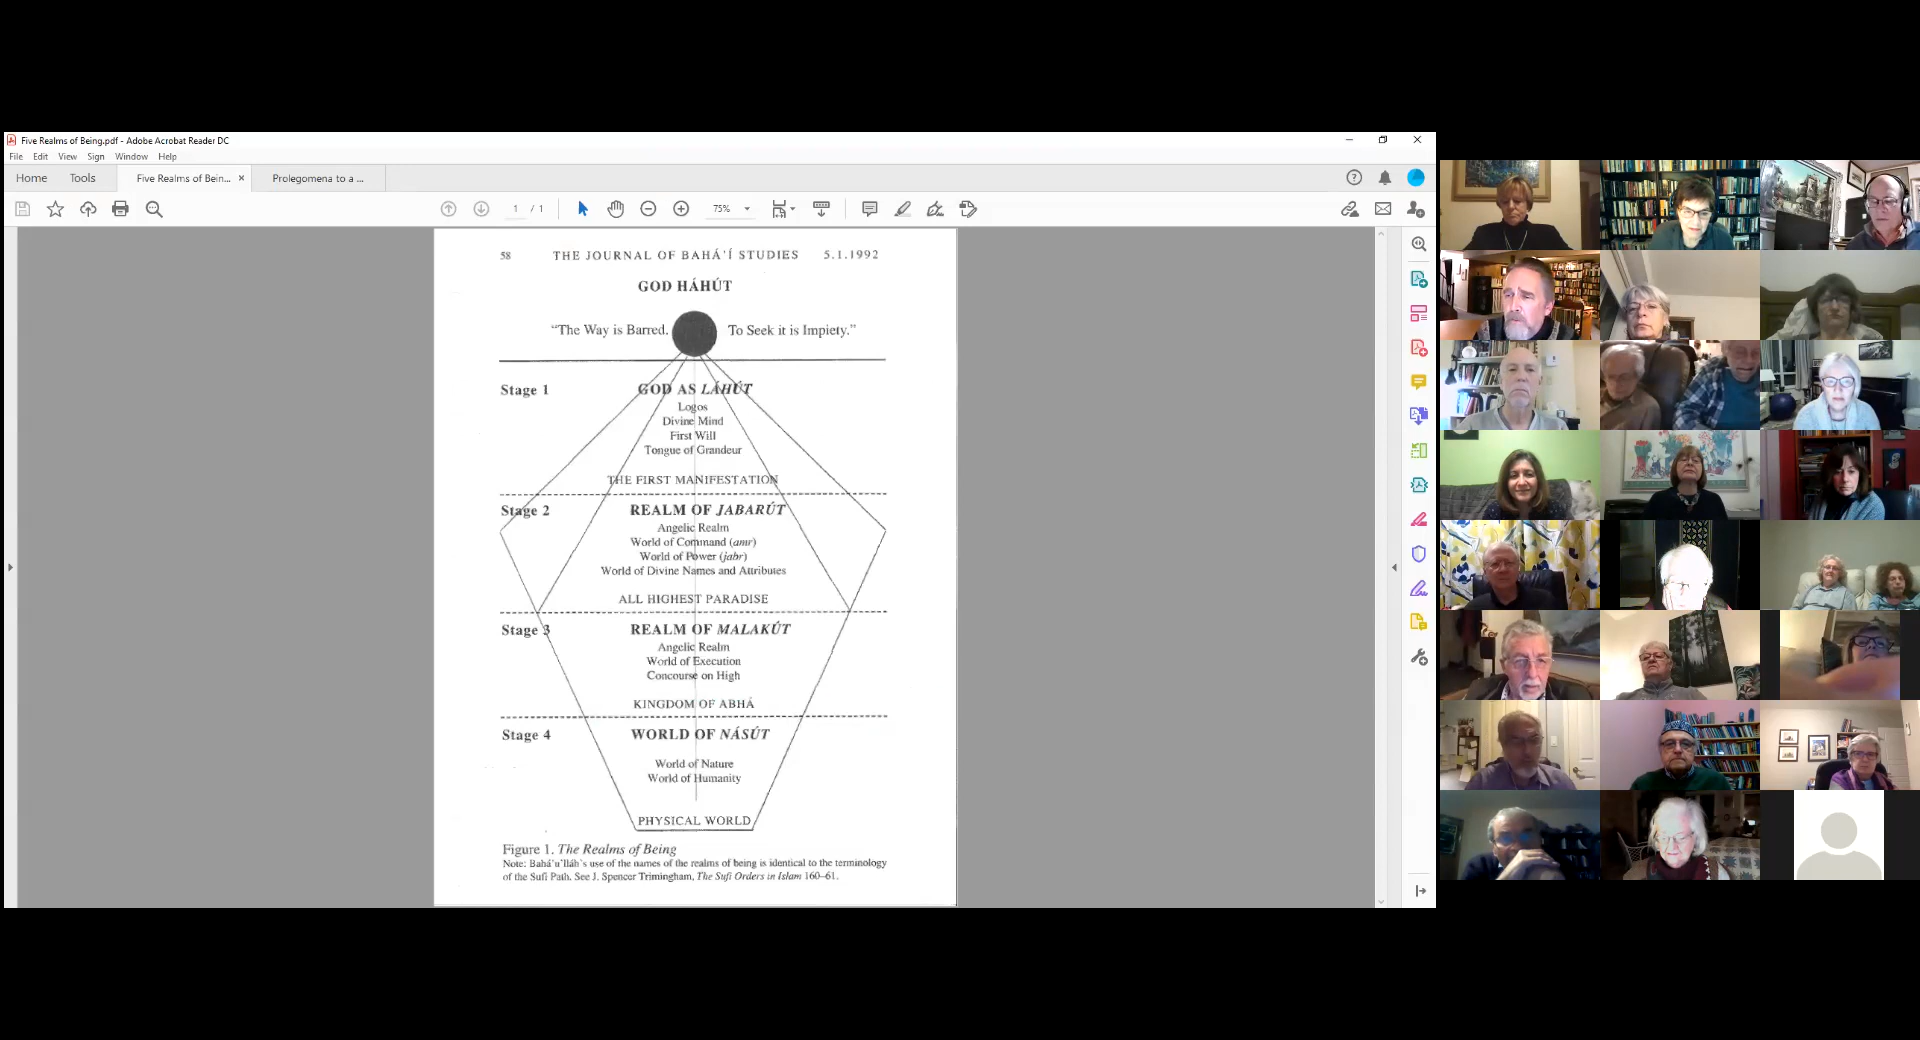 Five Realms of Being.pdf - Adobe Acrobat Reader DC
File Edit View Sign Window Help
Home Tools Five Realms of Bein... × Prolegomena to a ...
1 / 1 75%
58 THE JOURNAL OF BAHÁ'Í STUDIES 5.1.1992
GOD HÁHÚT
"The Way is Barred. To Seek it is Impiety."
Stage 1 GOD AS LÁHÚT
Logos
Divine Mind
First Will
Tongue of Grandeur
THE FIRST MANIFESTATION
Stage 2 REALM OF JABARÚT
Angelic Realm
World of Command (amr)
World of Power (jabr)
World of Divine Names and Attributes
ALL HIGHEST PARADISE
Stage 3 REALM OF MALAKÚT
Angelic Realm
World of Execution
Concourse on High
KINGDOM OF ABHÁ
Stage 4 WORLD OF NÁSÚT
World of Nature
World of Humanity
PHYSICAL WORLD
Figure 1. The Realms of Being
Note: Bahá'u'lláh's use of the names of the realms of being is identical to the terminology
of the Sufi Path. See J. Spencer Trimingham, The Sufi Orders in Islam 160–61.